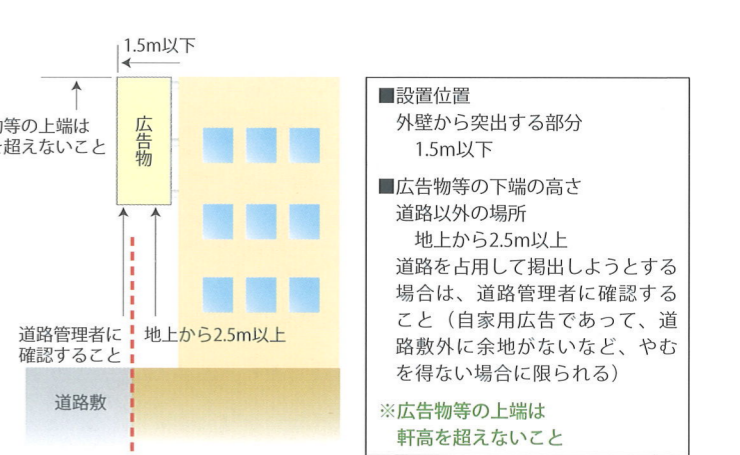 1.5m以下
等の上端は
超えないこと
広告物
道路管理者に
確認すること
地上から2.5m以上
道路敷
■設置位置
外壁から突出する部分
1.5m以下
■広告物等の下端の高さ
道路以外の場所
地上から2.5m以上
道路を占用して掲出しようとする
場合は、道路管理者に確認する
こと（自家用広告であって、道
路敷外に余地がないなど、やむ
を得ない場合に限られる）
※広告物等の上端は
軒高を超えないこと